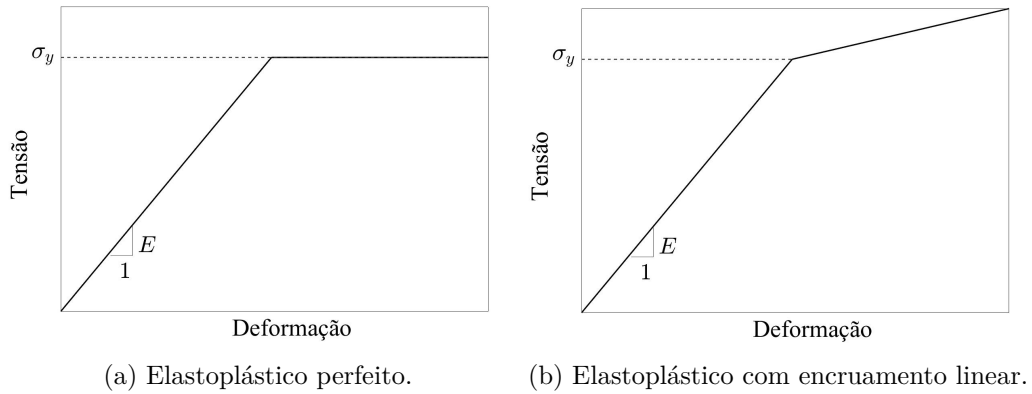 σy
Tensão
E
1
Deformação
(a) Elastoplástico perfeito.
σy
Tensão
E
1
Deformação
(b) Elastoplástico com encruamento linear.